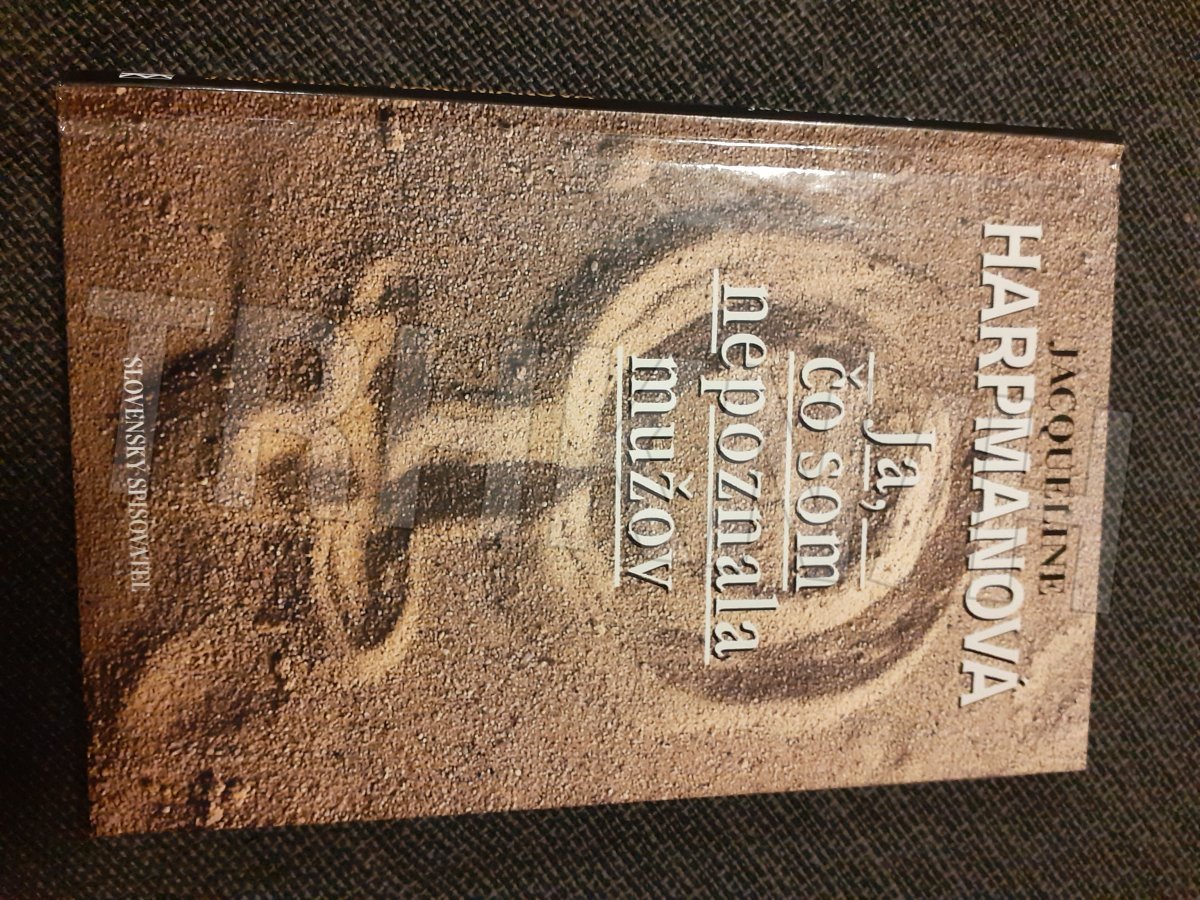 JACQUELINE
HARPMANOVÁ
Ja,
čo som
nepoznala
mužov
SLOVENSKÝ SPISOVATEĽ